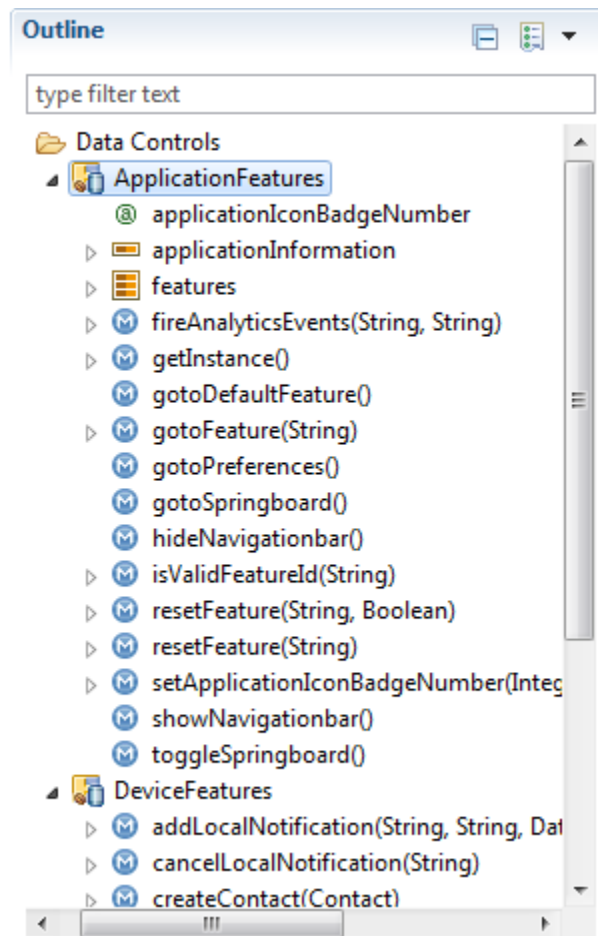 Outline
type filter text
Data Controls
ApplicationFeatures
applicationIconBadgeNumber
applicationInformation
features
fireAnalyticsEvents(String, String)
getInstance()
gotoDefaultFeature()
gotoFeature(String)
gotoPreferences()
gotoSpringboard()
hideNavigationbar()
isValidFeatureId(String)
resetFeature(String, Boolean)
resetFeature(String)
setApplicationIconBadgeNumber(Integ
showNavigationbar()
toggleSpringboard()
DeviceFeatures
addLocalNotification(String, String, Dat
cancelLocalNotification(String)
createContact(Contact)